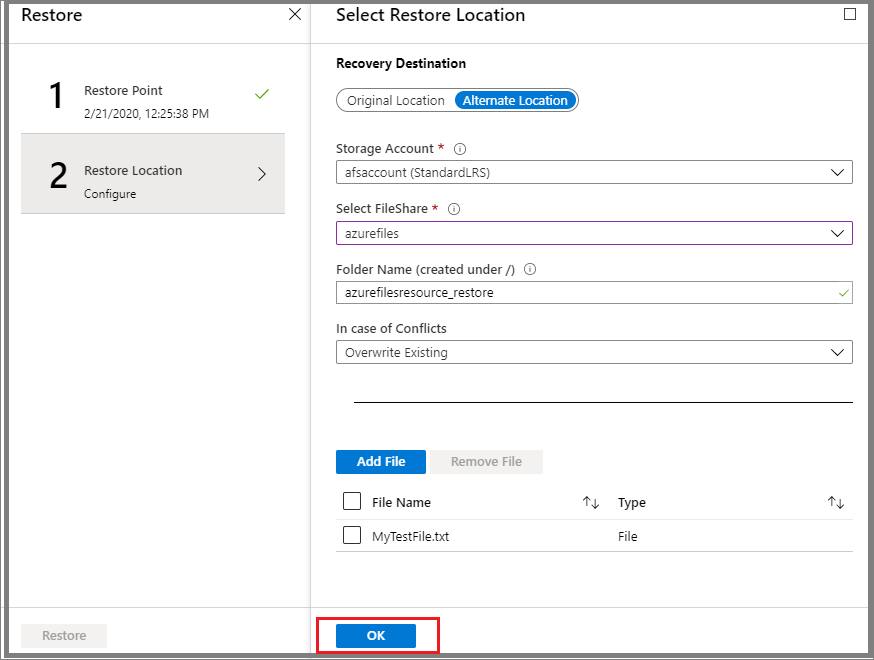 Restore
1
Restore Point
2/21/2020, 12:25:38 PM
2
Restore Location
Configure
Restore
Select Restore Location
Recovery Destination
Original Location Alternate Location
Storage Account *
afsaccount (StandardLRS)
Select FileShare *
azurefiles
Folder Name (created under /)
azurefilesresource_restore
In case of Conflicts
Overwrite Existing
Add File Remove File
File Name Type
MyTestFile.txt File
OK